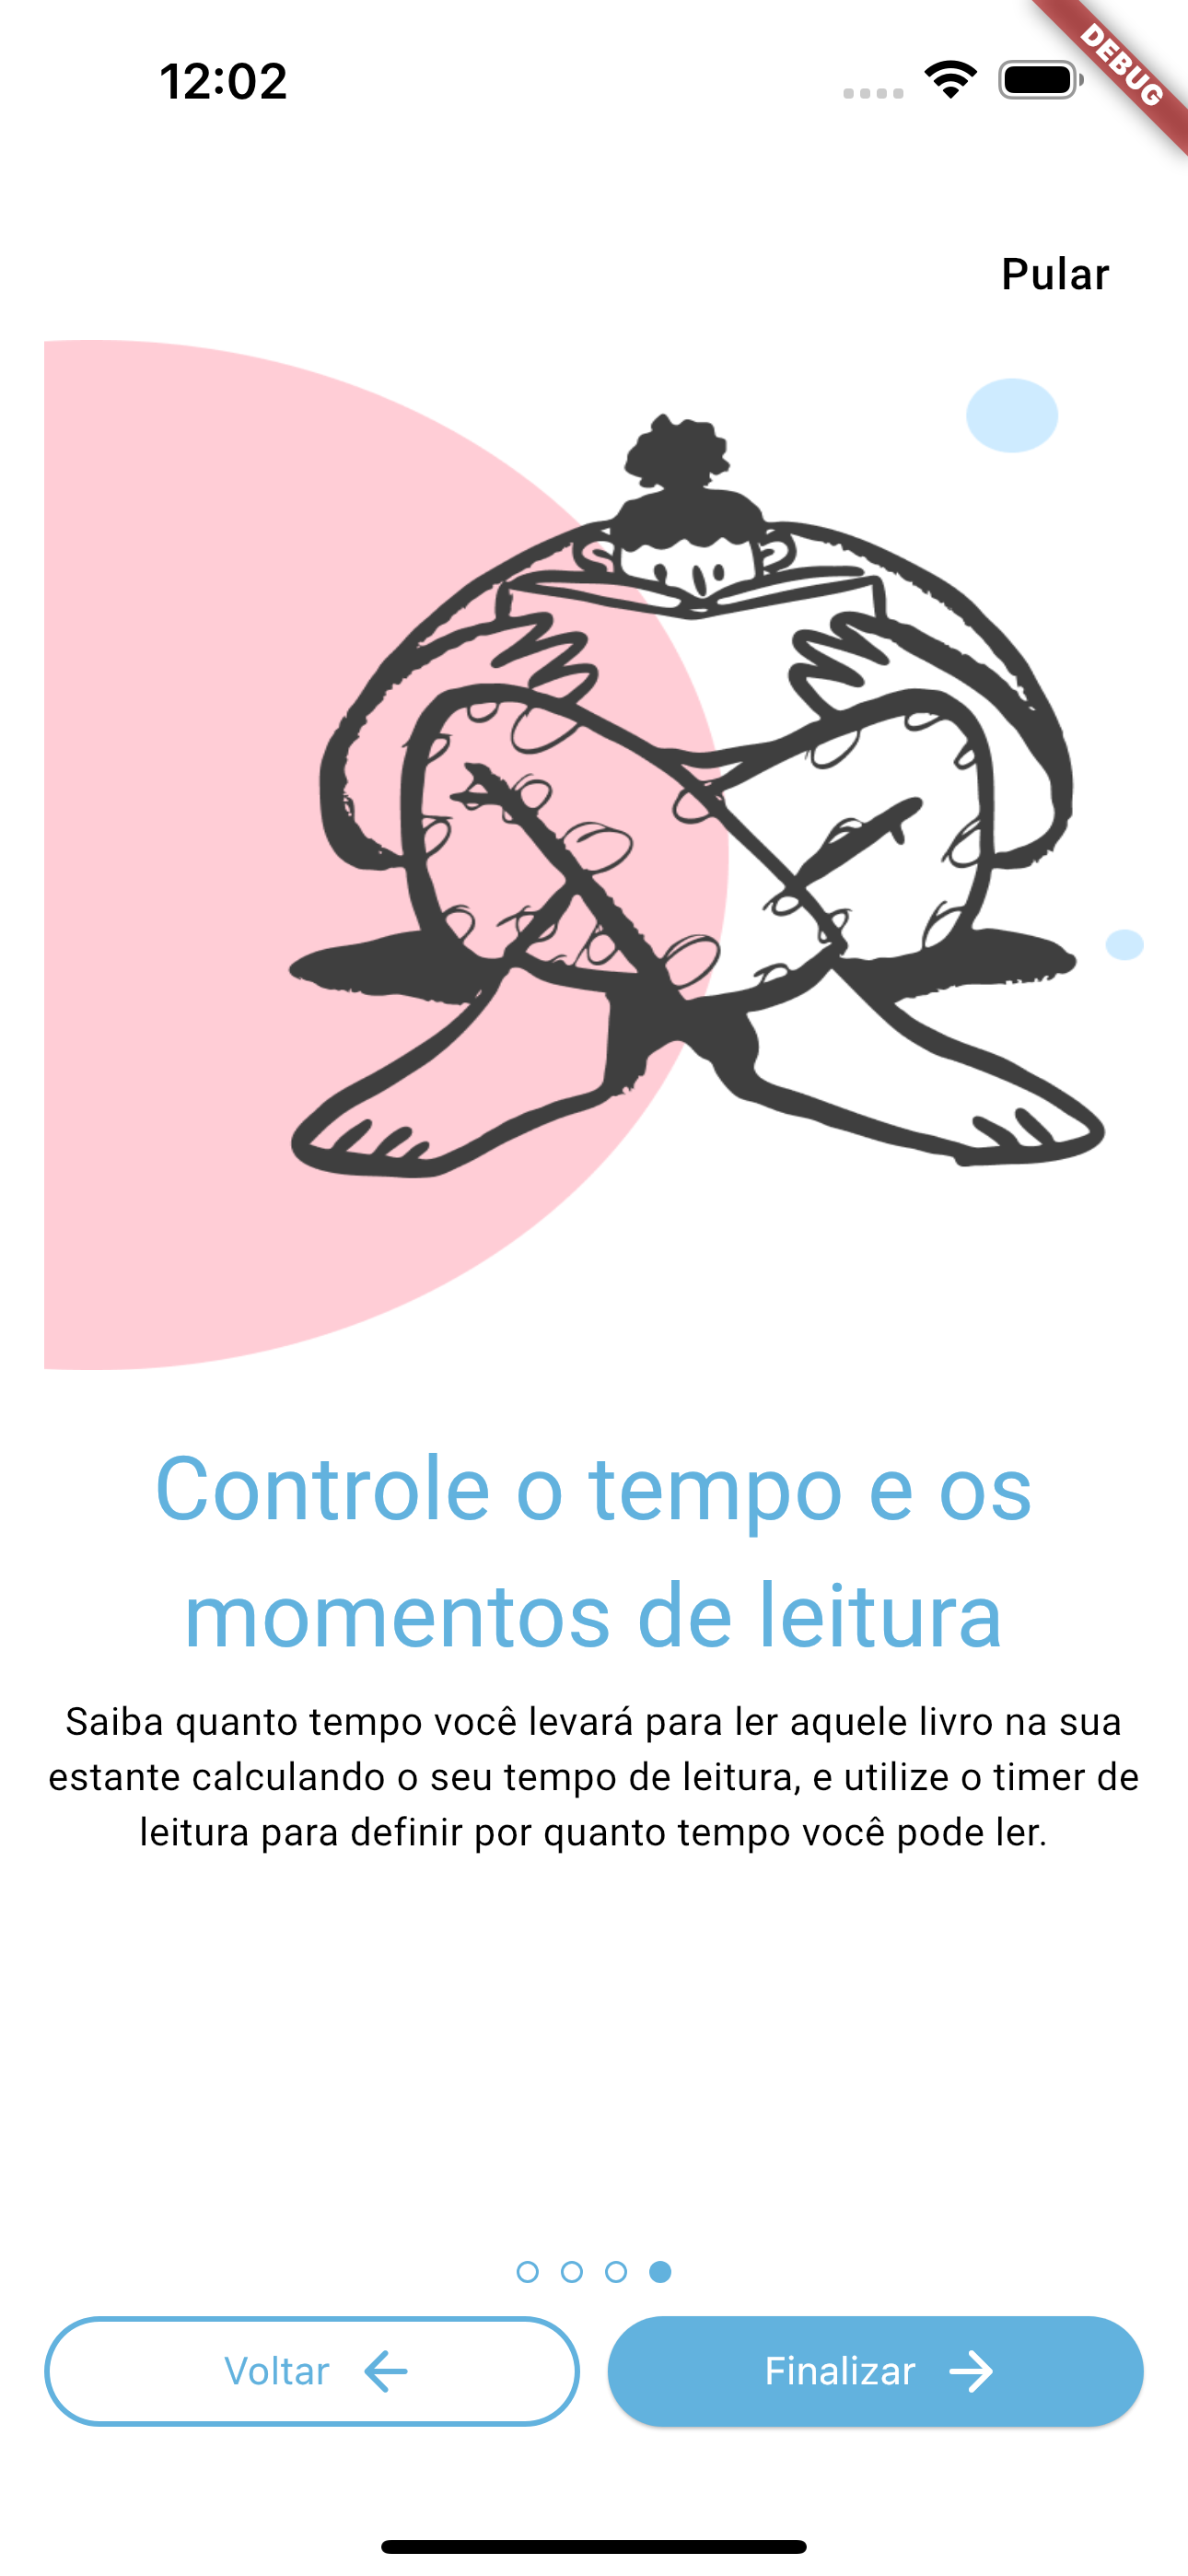 12:02
DEBUG
Pular
Controle o tempo e os
momentos de leitura
Saiba quanto tempo você levará para ler aquele livro na sua
estante calculando o seu tempo de leitura, e utilize o timer de
leitura para definir por quanto tempo você pode ler.
Voltar
Finalizar